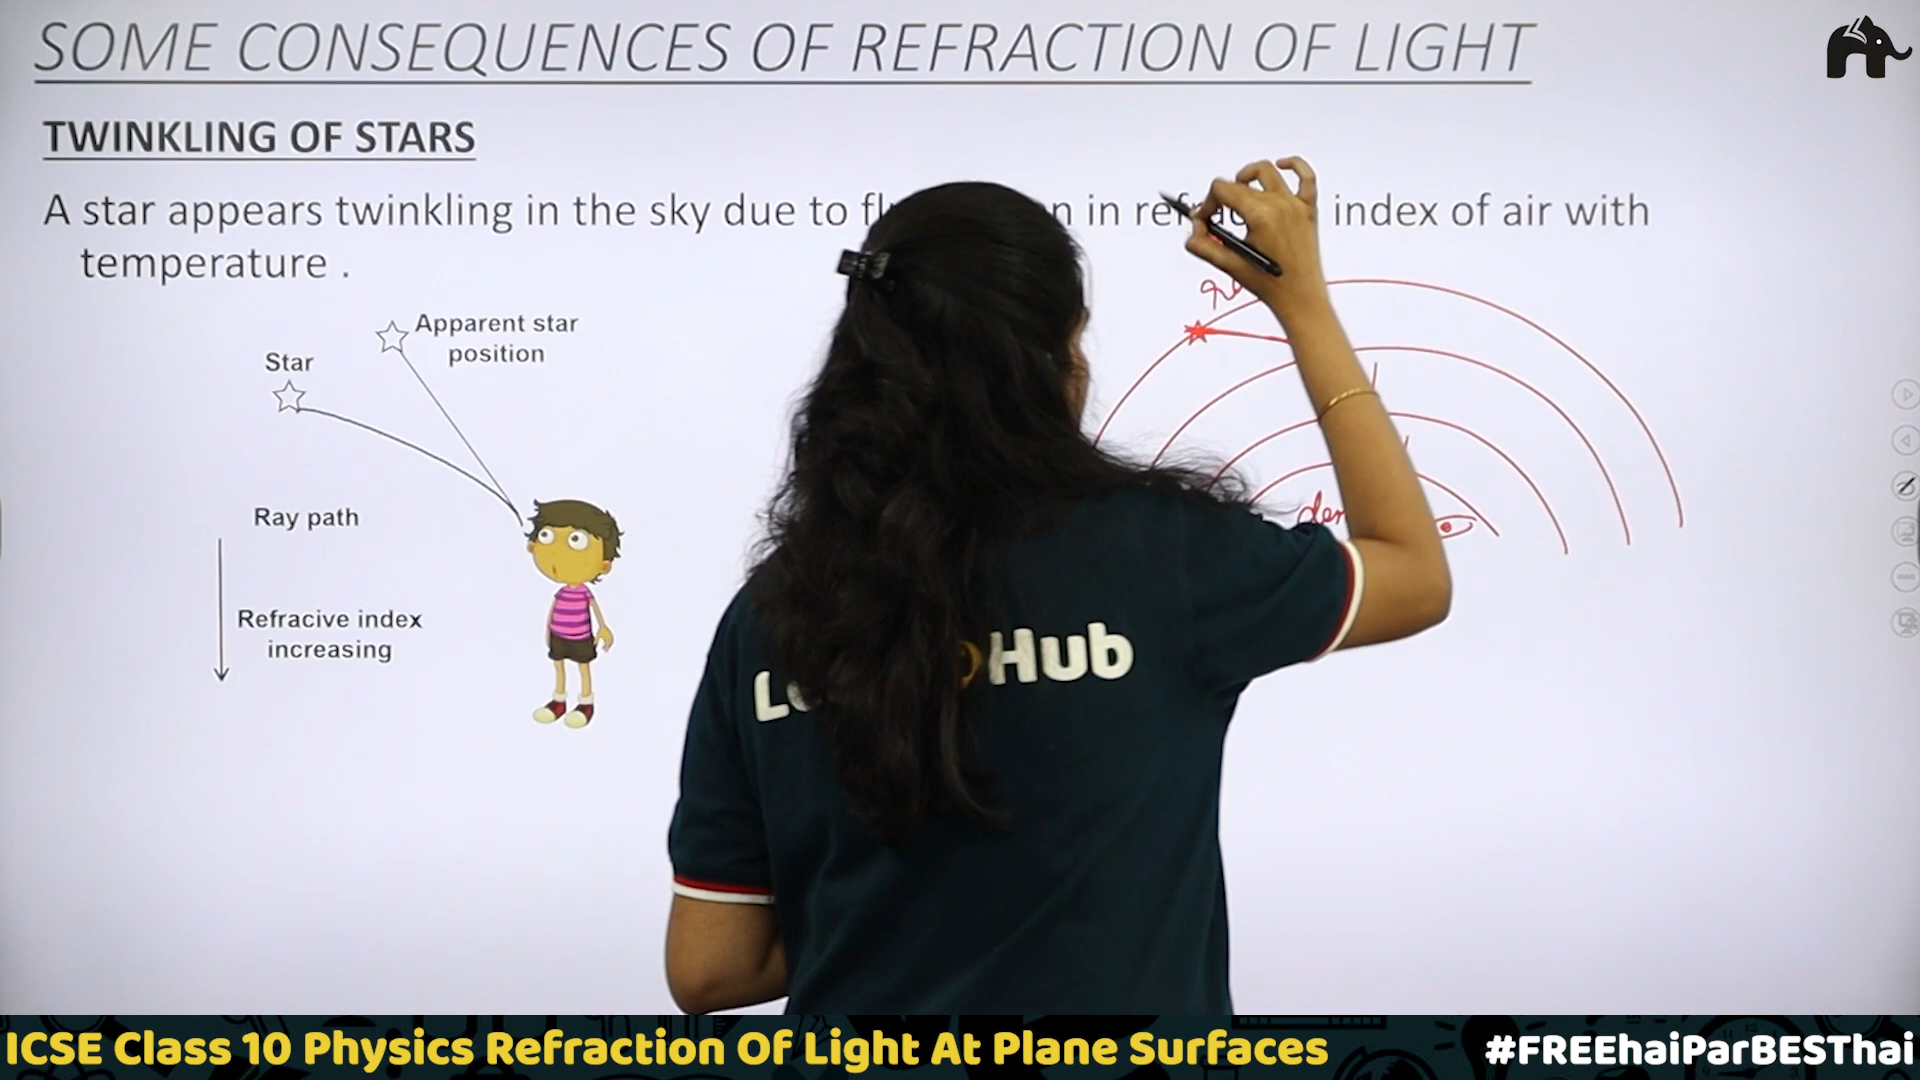 SOME CONSEQUENCES OF REFRACTION OF LIGHT
TWINKLING OF STARS
A star appears twinkling in the sky due to in index of air with
temperature .
Apparent star
position
Star
Ray path
Refracive index
increasing
Hub
ICSE Class 10 Physics Refraction Of Light At Plane Surfaces
#FREEhaiParBESThai